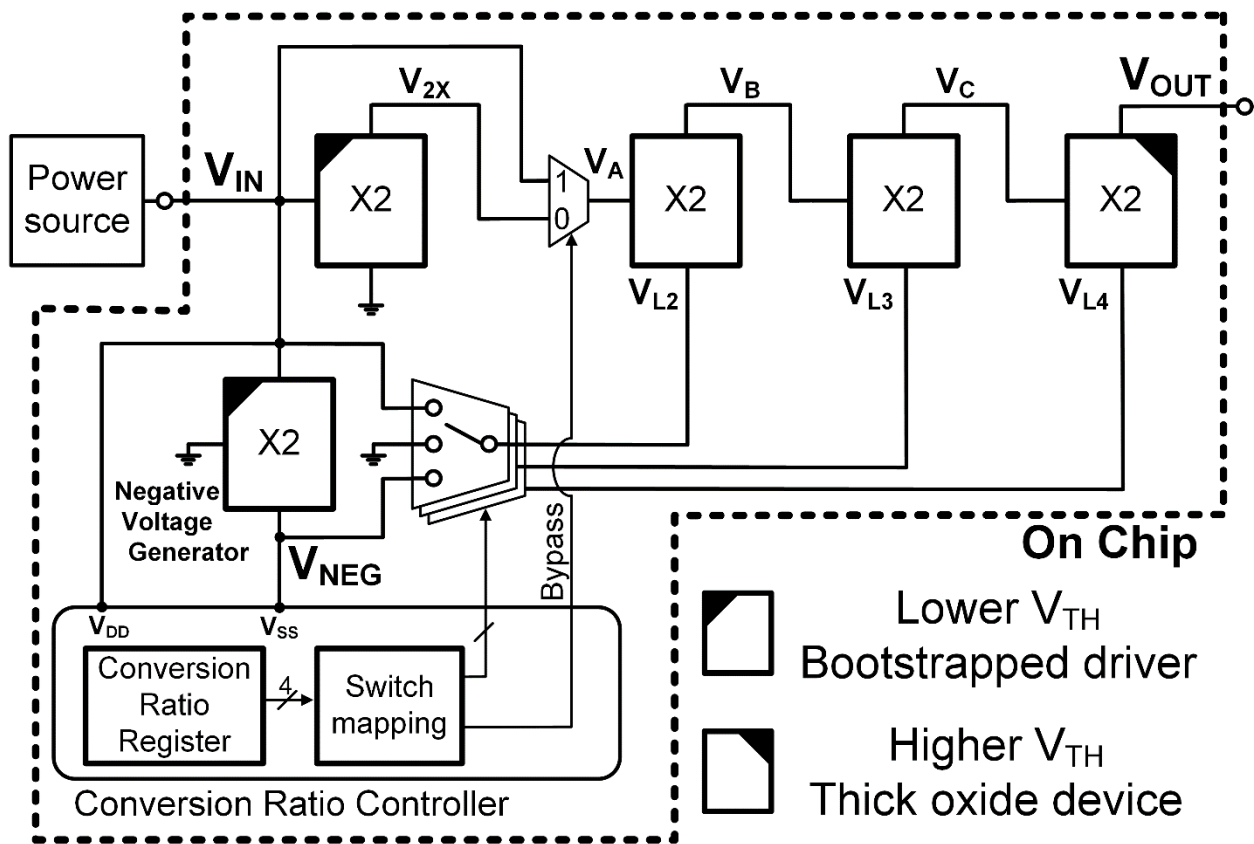 V2X
VB
VC
VOUT
Power
source
VIN
X2
1
0
VA
X2
X2
X2
VL2
VL3
VL4
X2
Negative
Voltage
Generator
VNEG
Bypass
On Chip
VDD
VSS
Conversion
Ratio
Register
4
Switch
mapping
Conversion Ratio Controller
Lower VTH
Bootstrapped driver
Higher VTH
Thick oxide device